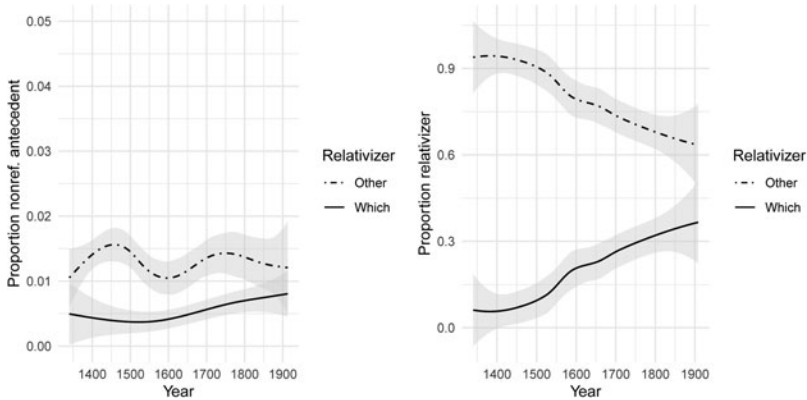 0.05
0.04
0.03
0.02
0.01
0.00
Proportion nonref. antecedent
1400 1500 1600 1700 1800 1900
Year
Relativizer
Other
Which
0.9
0.6
0.3
0.0
Proportion relativizer
1400 1500 1600 1700 1800 1900
Year
Relativizer
Other
Which